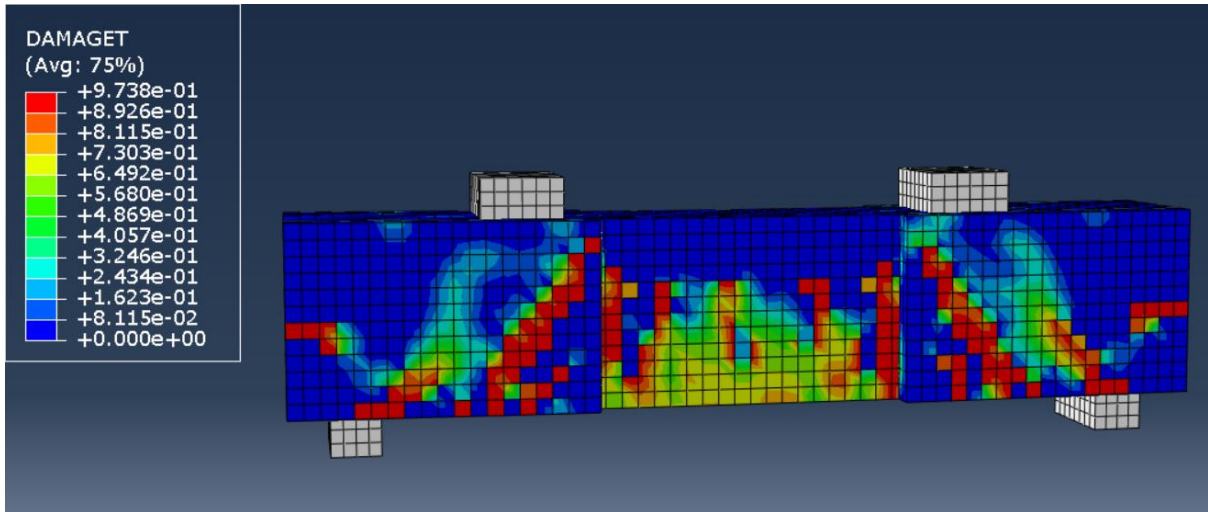 DAMAGET
(Avg: 75%)
+9.738e-01
+8.926e-01
+8.115e-01
+7.303e-01
+6.492e-01
+5.680e-01
+4.869e-01
+4.057e-01
+3.246e-01
+2.434e-01
+1.623e-01
+8.115e-02
+0.000e+00